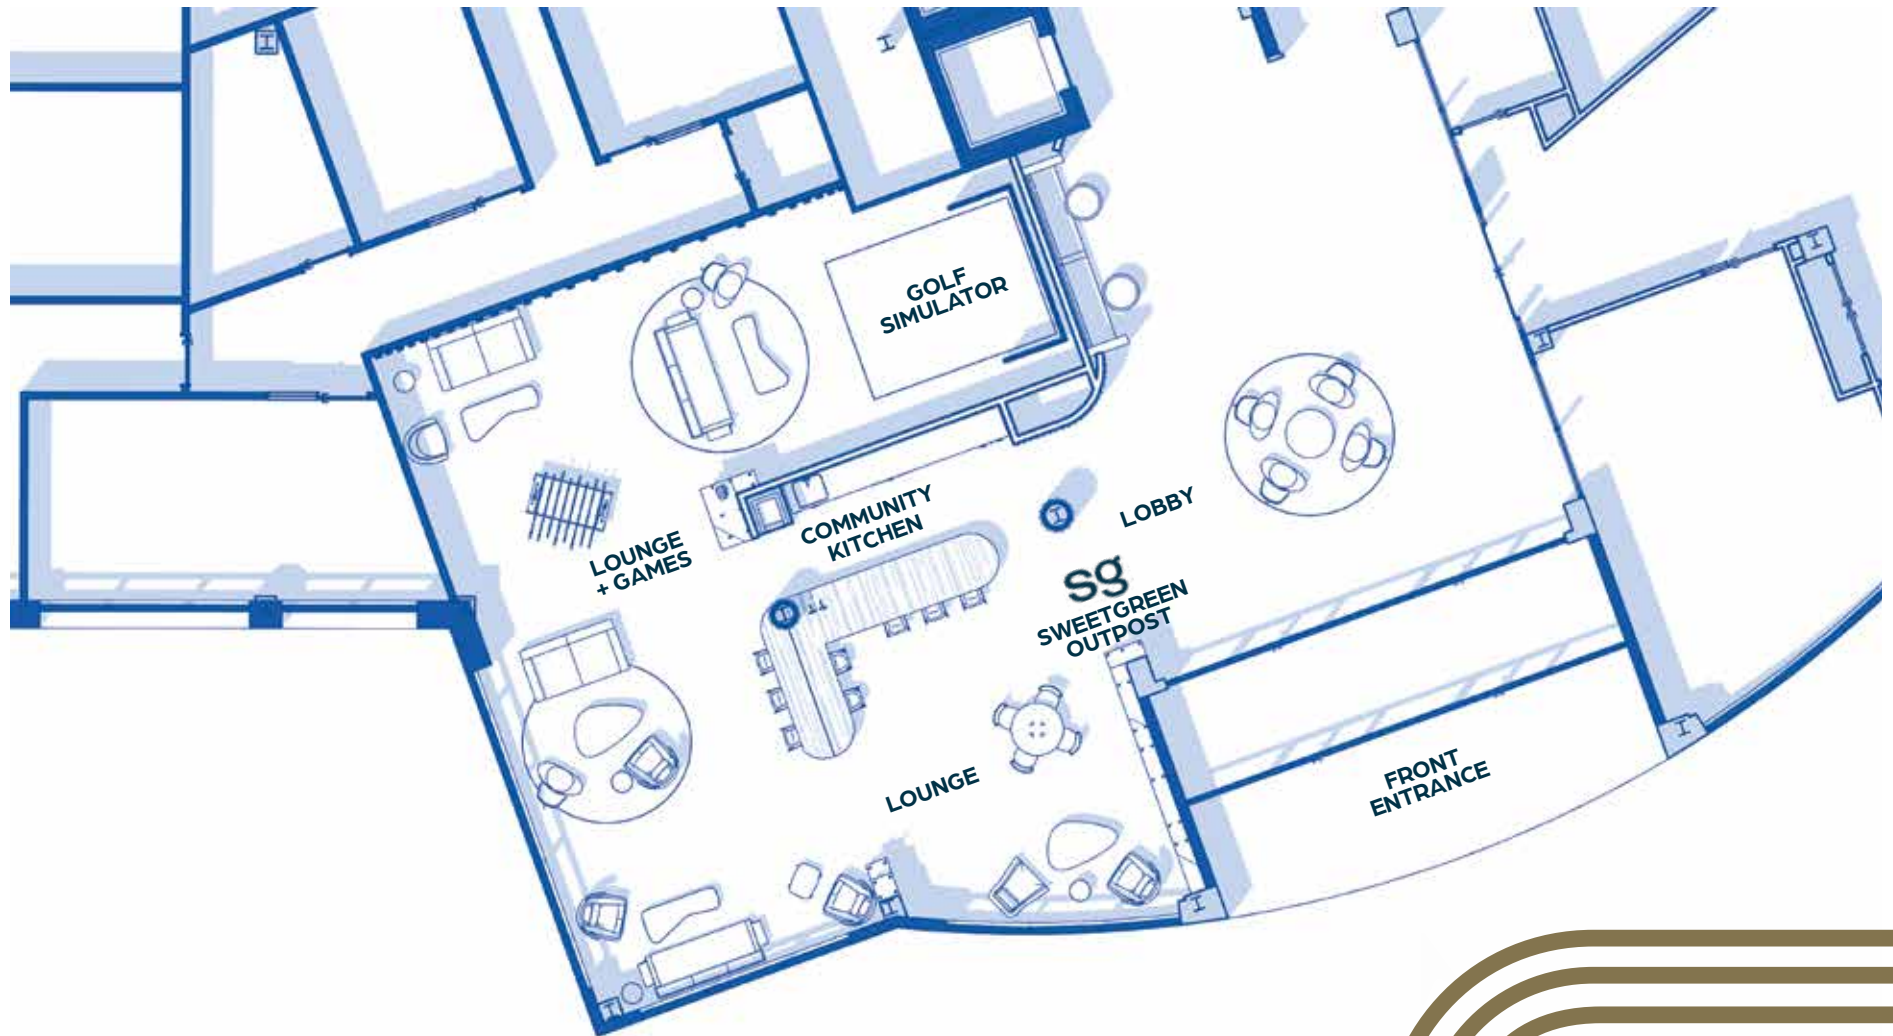 GOLF
SIMULATOR
COMMUNITY
KITCHEN
LOBBY
LOUNGE
+ GAMES
sg
SWEETGREEN
OUTPOST
LOUNGE
FRONT
ENTRANCE